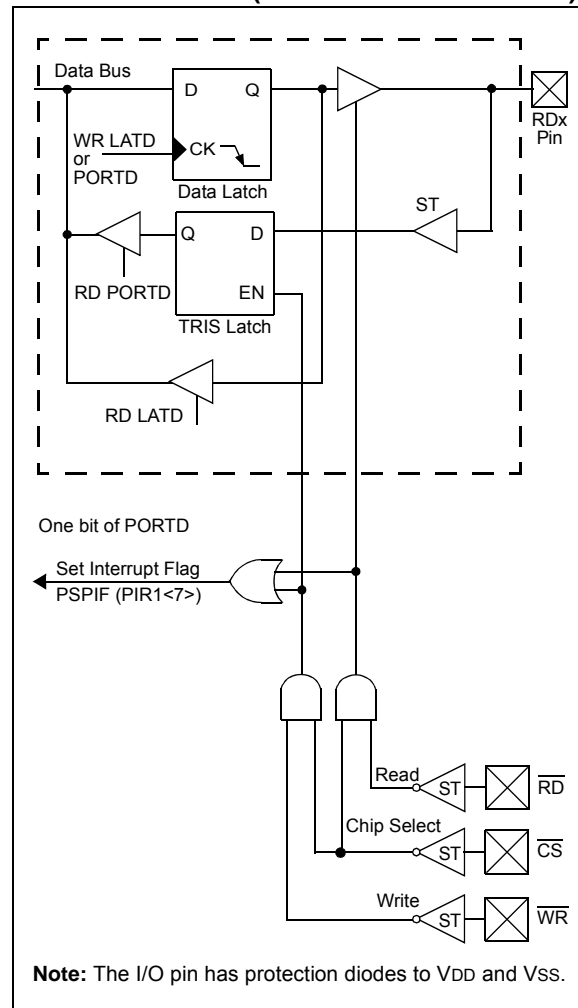 Data Bus
D Q
WR LATD
or
PORTD
CK
Data Latch
RDx
Pin
ST
Q D
RD PORTD
EN
TRIS Latch
RD LATD
One bit of PORTD
Set Interrupt Flag
PSPIF (PIR1<7>)
Read
ST
RD
Chip Select
ST
CS
Write
ST
WR
Note: The I/O pin has protection diodes to VDD and VSS.